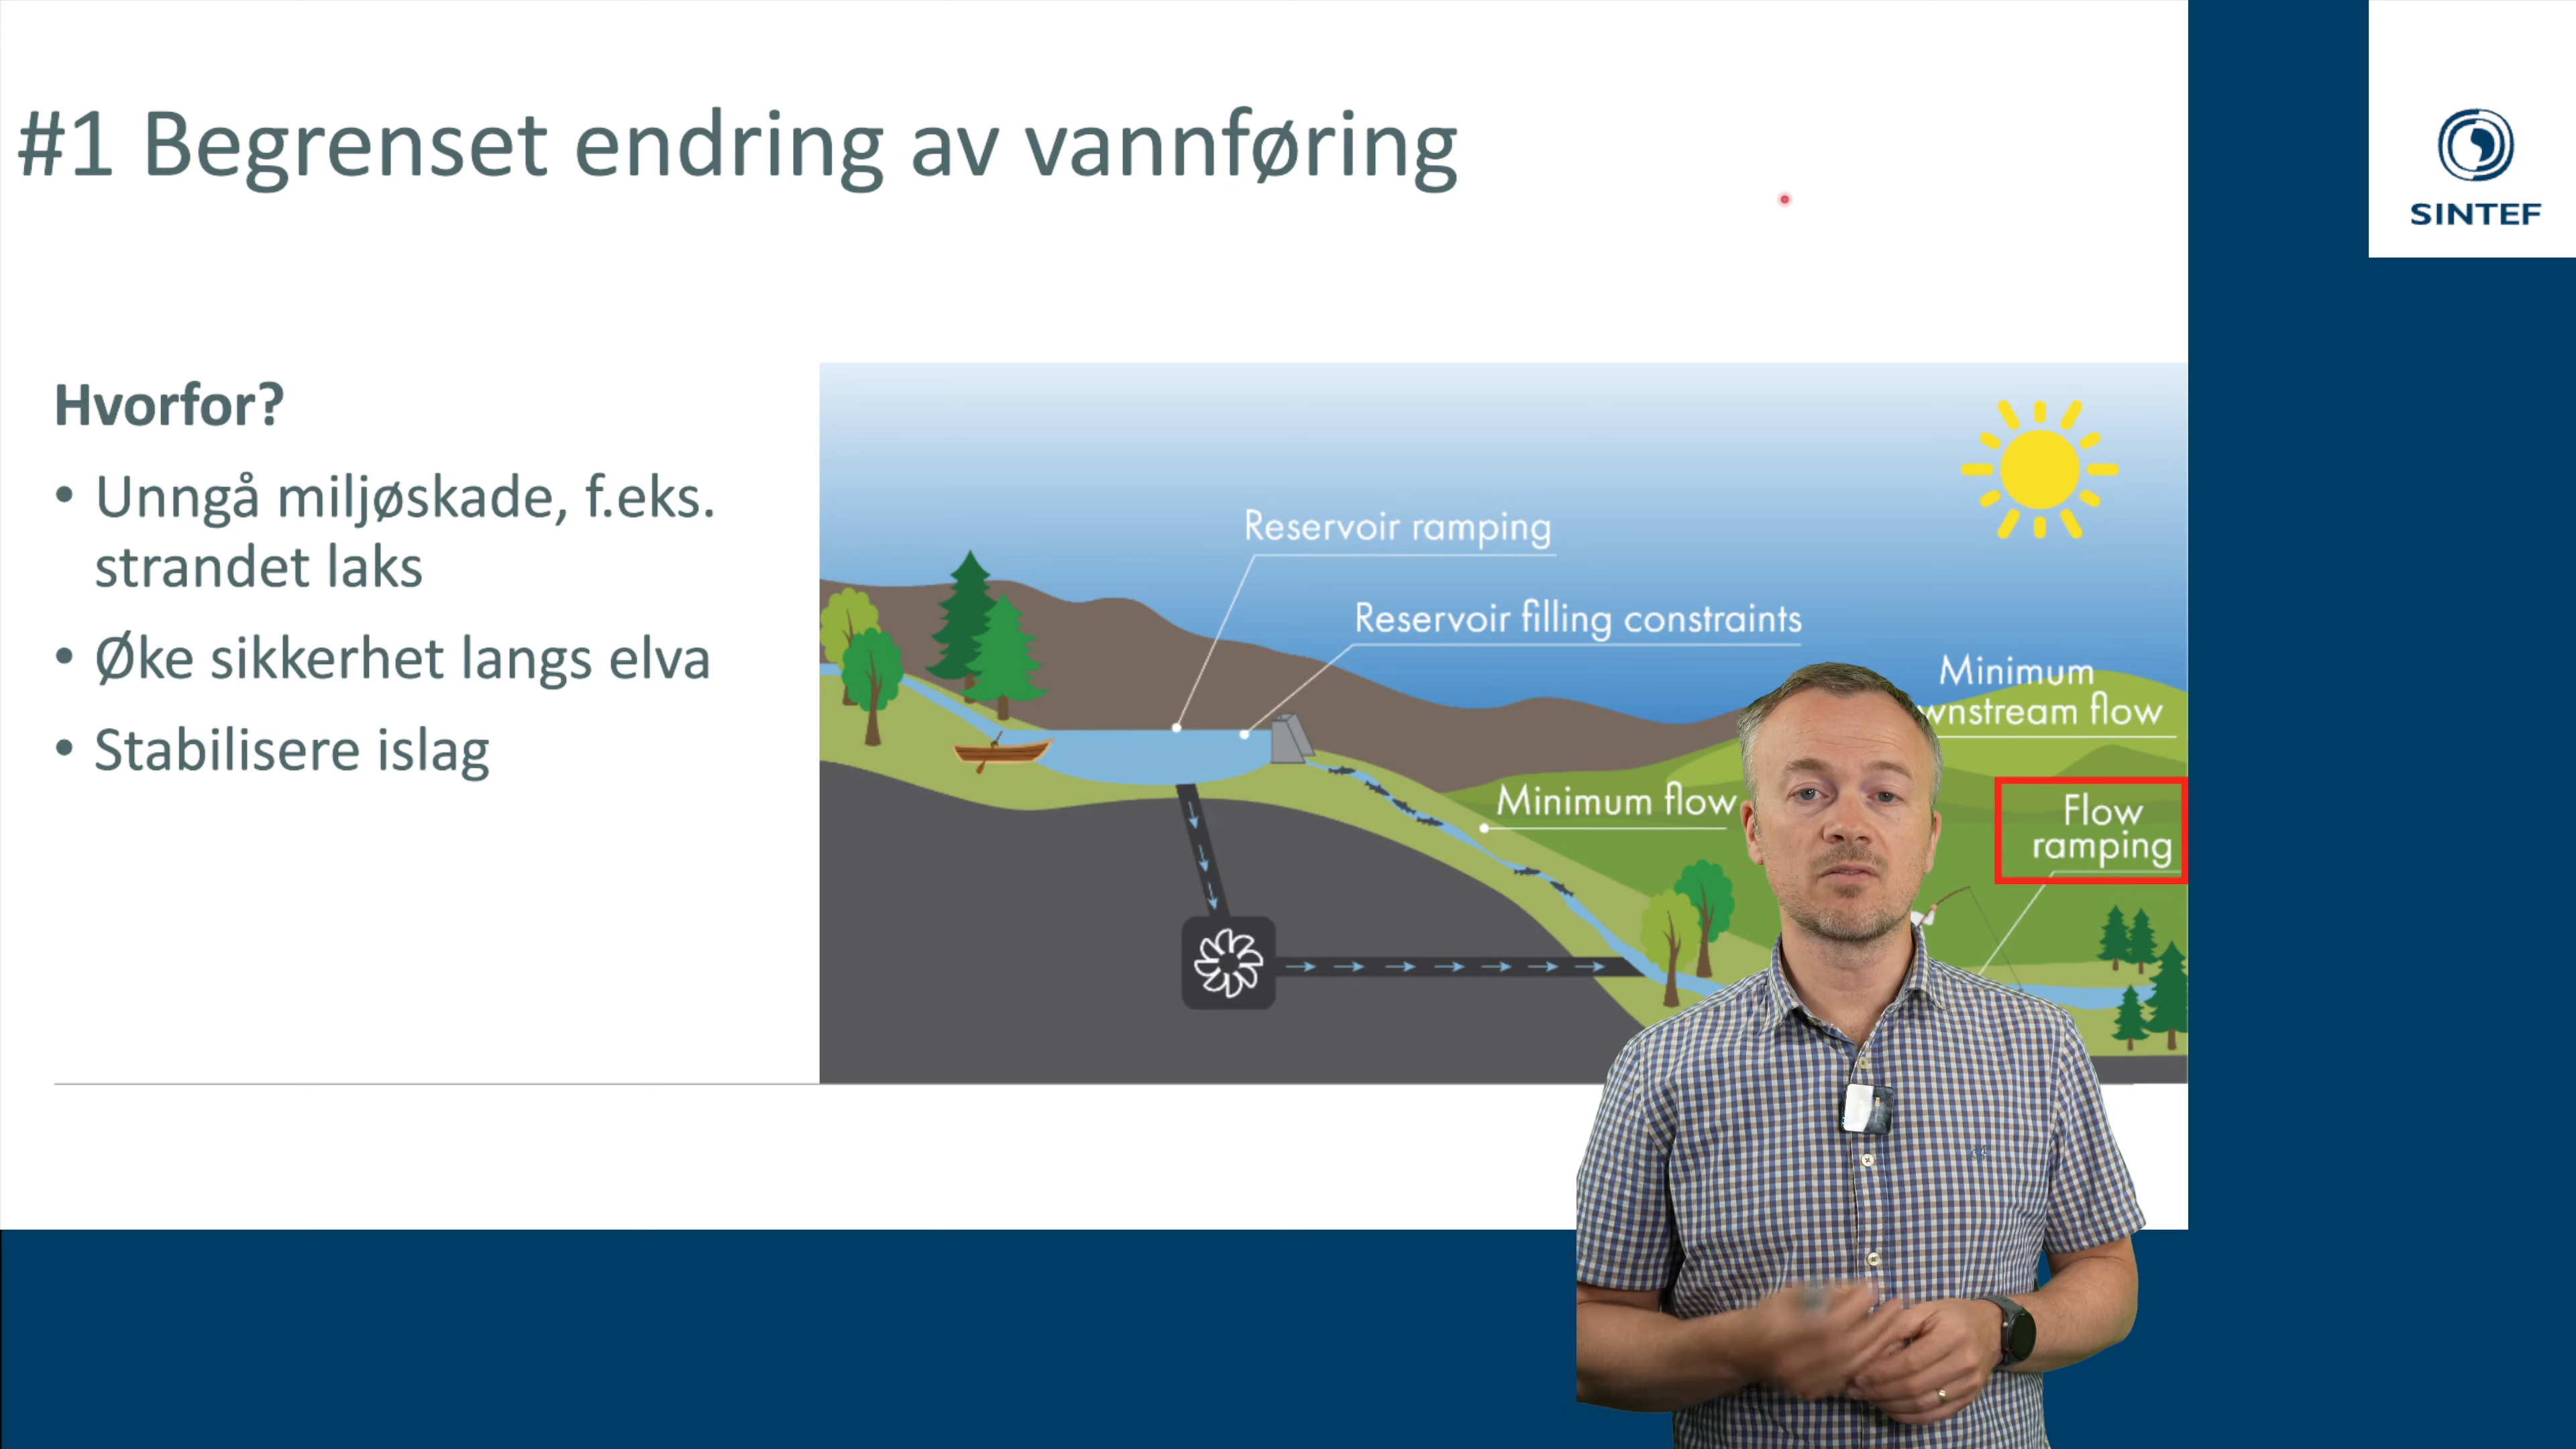 #1 Begrenset endring av vannføring
SINTEF
Hvorfor?
• Unngå miljøskade, f.eks.
strandet laks
• Øke sikkerhet langs elva
• Stabilisere islag
Reservoir ramping
Reservoir filling constraints
Minimum
flow
Minimum flow
Flow
ramping